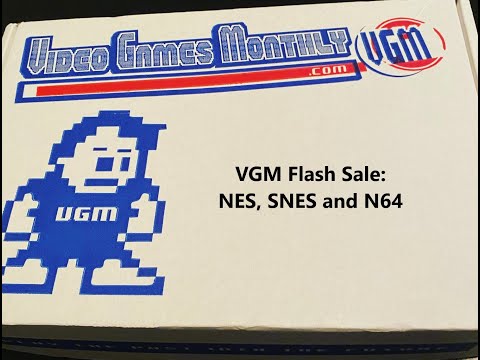 VIDEO GAMES MONTHLY
.COM
VGM
VGM Flash Sale:
NES, SNES and N64
VGM